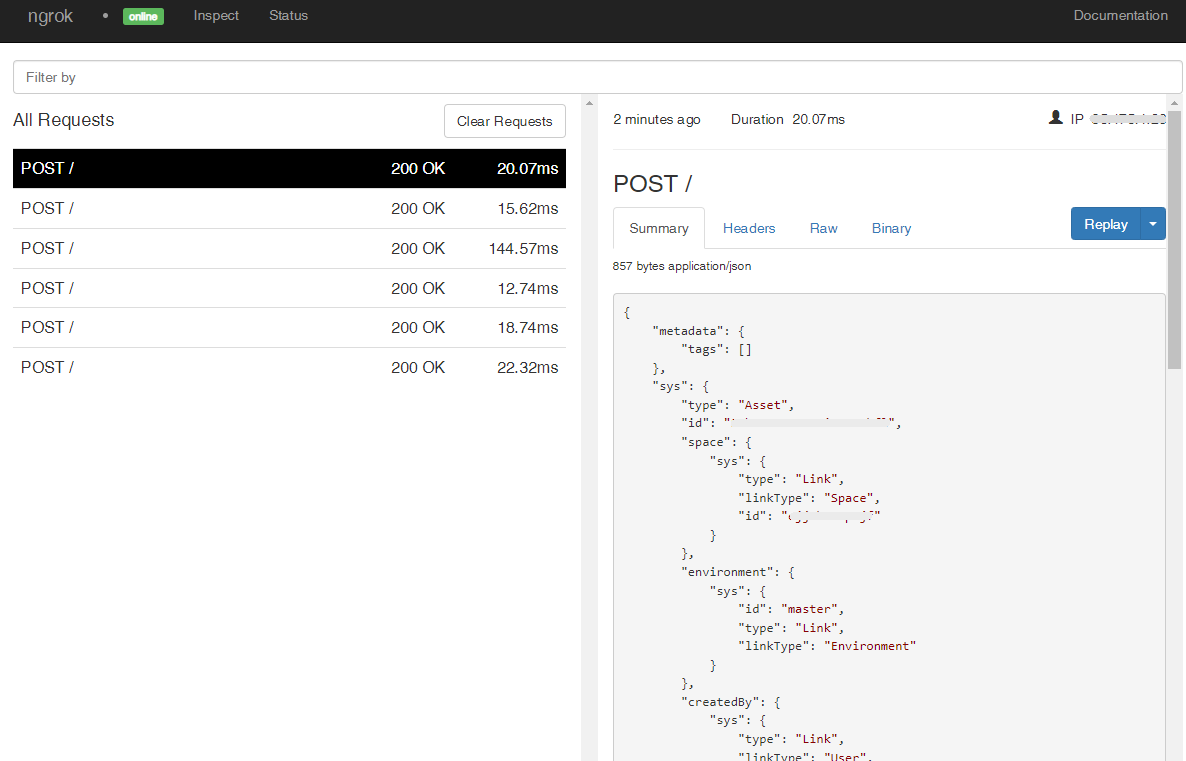 ngrok • online Inspect Status Documentation
Filter by
All Requests
Clear Requests
POST / 200 OK 20.07ms
POST / 200 OK 15.62ms
POST / 200 OK 144.57ms
POST / 200 OK 12.74ms
POST / 200 OK 18.74ms
POST / 200 OK 22.32ms
2 minutes ago Duration 20.07ms IP
POST /
Summary Headers Raw Binary Replay
857 bytes application/json
{
"metadata": {
"tags": []
},
"sys": {
"type": "Asset",
"id": "",
"space": {
"sys": {
"type": "Link",
"linkType": "Space",
"id": ""
}
},
"environment": {
"sys": {
"id": "master",
"type": "Link",
"linkType": "Environment"
}
},
"createdBy": {
"sys": {
"type": "Link",
"linkType": "User",